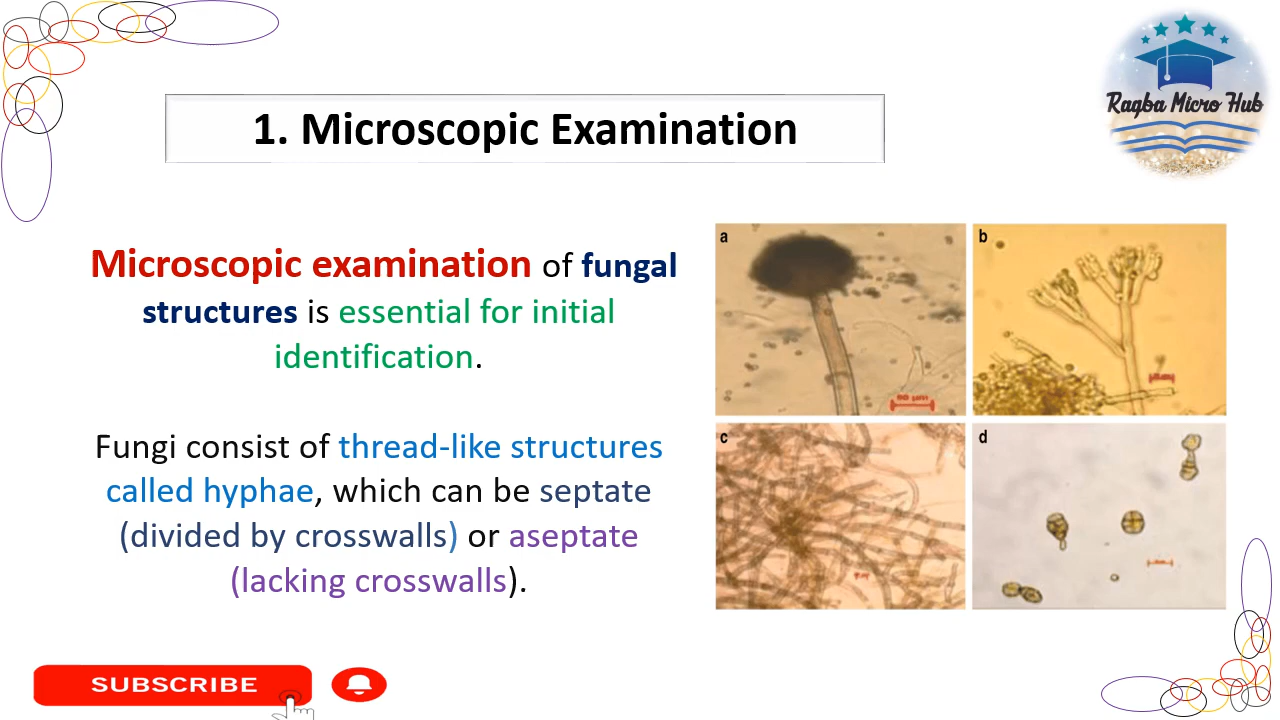 Ragba Micro Hub
1. Microscopic Examination
Microscopic examination of fungal
structures is essential for initial
identification.
Fungi consist of thread-like structures
called hyphae, which can be septate
(divided by crosswalls) or aseptate
(lacking crosswalls).
a
b
c
d
SUBSCRIBE